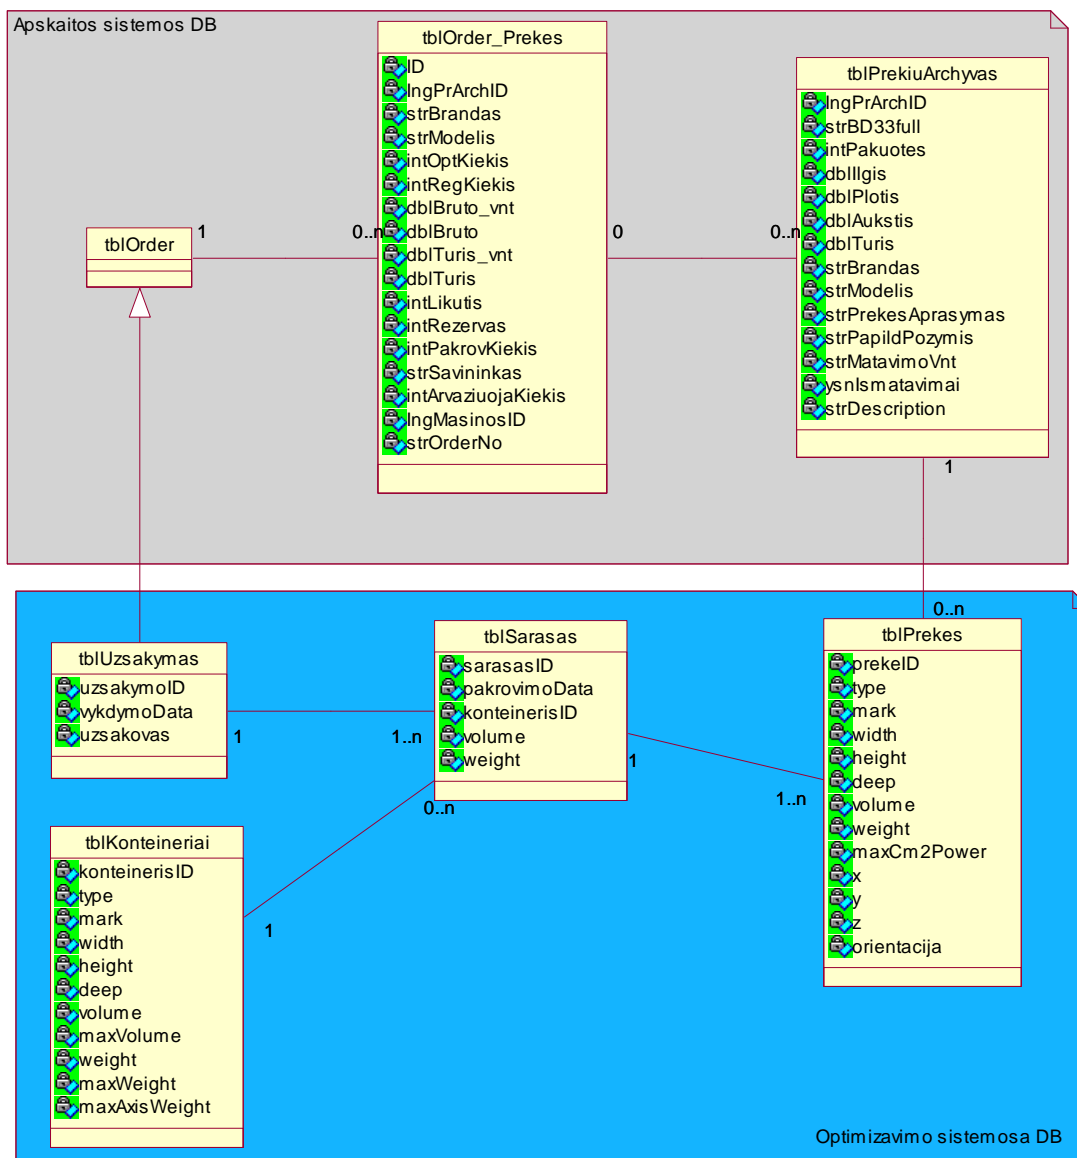 Apskaitos sistemos DB
tblOrder_Prekes
ID
lngPrArchID
strBrandas
strModelis
intOptKiekis
intRegKiekis
dblBruto_vnt
dblBruto
dblTuris_vnt
dblTuris
intLikutis
intRezervas
intPakrovKiekis
strSavininkas
intArvaziuojaKiekis
lngMasinosID
strOrderNo
tblPrekiuArchyvas
lngPrArchID
strBD33full
intPakuotes
dblIlgis
dblPlotis
dblAukstis
dblTuris
strBrandas
strModelis
strPrekesAprasymas
strPapildPozymis
strMatavimoVnt
ysnIsmatavimai
strDescription
tblOrder
1
0..n
0
0..n
1
0..n
tblUzsakymas
uzsakymoID
vykdymoData
uzsakovas
1
1..n
tblSarasas
sarasasID
pakrovimoData
konteinerisID
volume
weight
1
1..n
0..n
1
tblPrekes
prekeID
type
mark
width
height
deep
volume
weight
maxCm2Power
x
y
z
orientacija
tblKonteineriai
konteinerisID
type
mark
width
height
deep
volume
maxVolume
weight
maxWeight
maxAxisWeight
Optimizavimo sistemosa DB